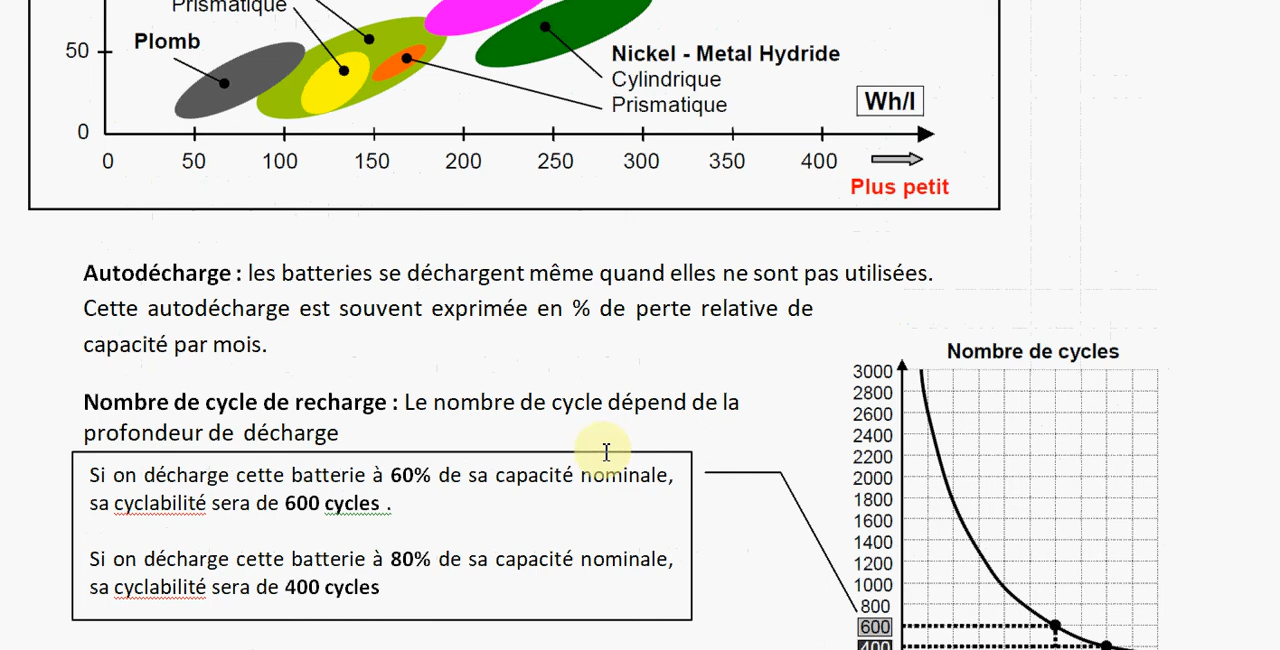 Prismatique
Plomb
50
Nickel - Metal Hydride
Cylindrique
Prismatique
Wh/l
0
0 50 100 150 200 250 300 350 400
Plus petit
Autodécharge : les batteries se déchargent même quand elles ne sont pas utilisées.
Cette autodécharge est souvent exprimée en % de perte relative de
capacité par mois.
Nombre de cycle de recharge : Le nombre de cycle dépend de la
profondeur de décharge
Si on décharge cette batterie à 60% de sa capacité nominale,
sa cyclabilité sera de 600 cycles .
Si on décharge cette batterie à 80% de sa capacité nominale,
sa cyclabilité sera de 400 cycles
Nombre de cycles
3000
2800
2600
2400
2200
2000
1800
1600
1400
1200
1000
800
600
400